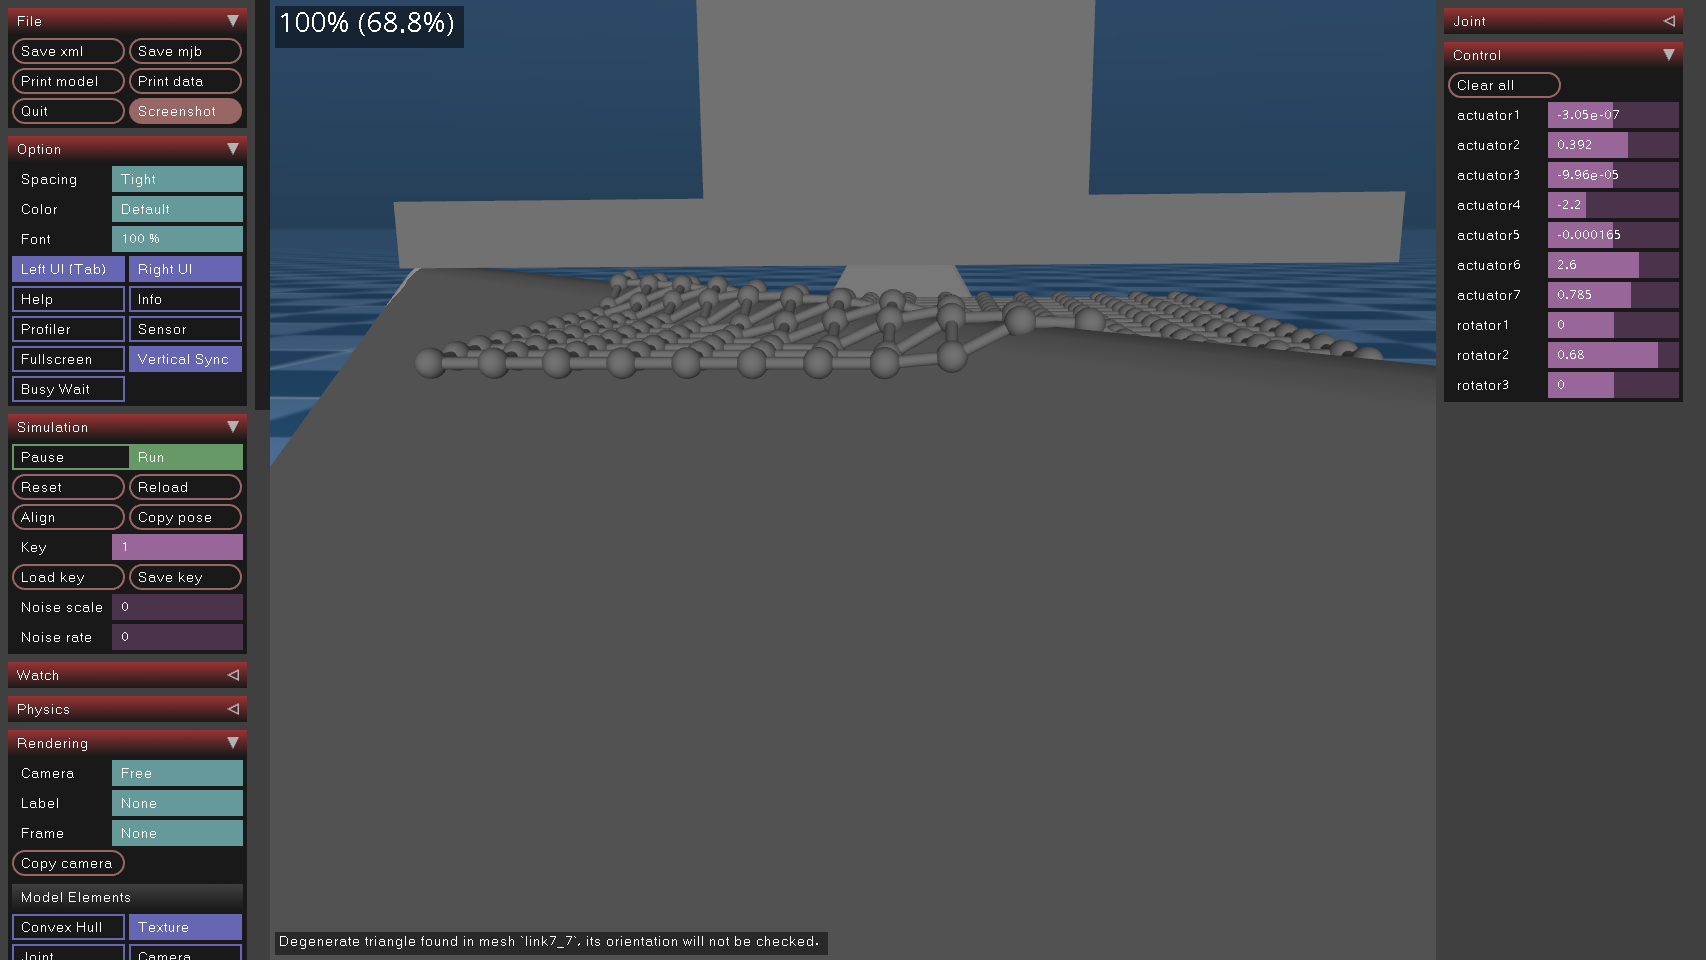 File
Save xml Save mjb
Print model Print data
Quit Screenshot
Option
Spacing Tight
Color Default
Font 100 %
Left UI (Tab) Right UI
Help Info
Profiler Sensor
Fullscreen Vertical Sync
Busy Wait
Simulation
Pause Run
Reset Reload
Align Copy pose
Key 1
Load key Save key
Noise scale 0
Noise rate 0
Watch
Physics
Rendering
Camera Free
Label None
Frame None
Copy camera
Model Elements
Convex Hull Texture
Joint Camera
100% (68.8%)
Degenerate triangle found in mesh `link7_7`, its orientation will not be checked.
Joint
Control
Clear all
actuator1 -3.05e-07
actuator2 0.392
actuator3 -9.96e-05
actuator4 -2.2
actuator5 -0.000165
actuator6 2.6
actuator7 0.785
rotator1 0
rotator2 0.68
rotator3 0